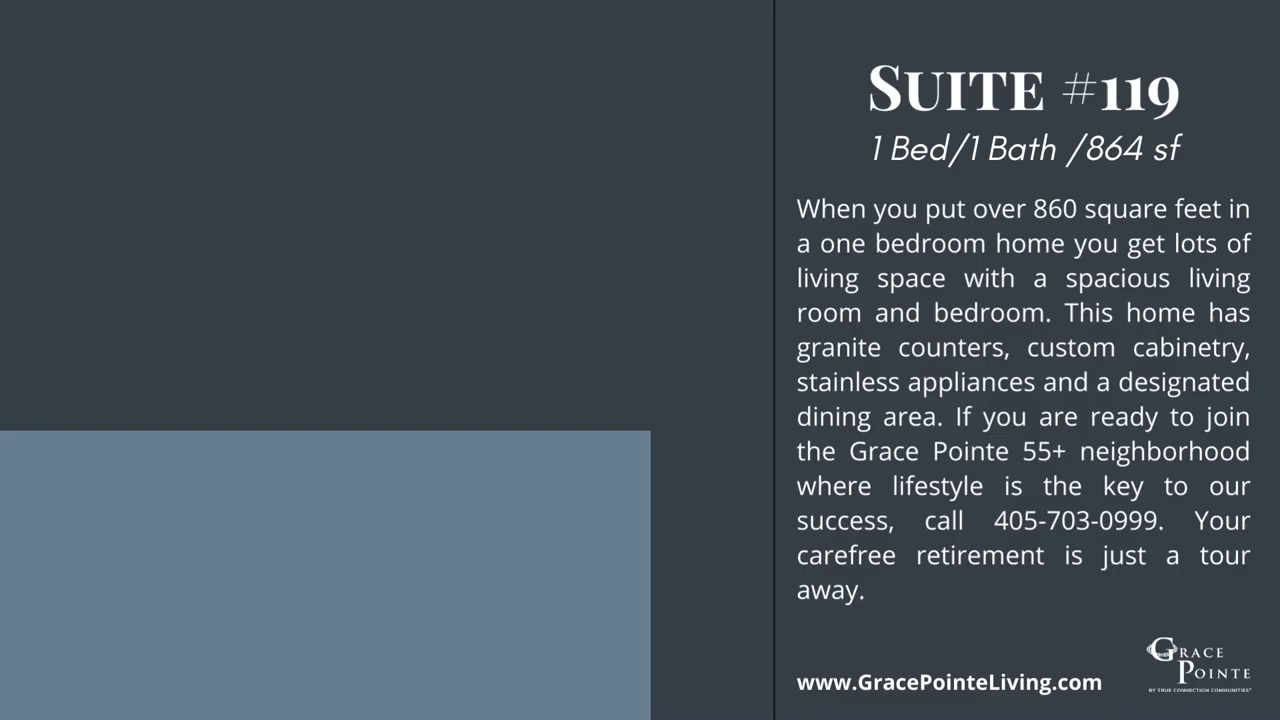 SUITE #119
1 Bed/1 Bath /864 sf
When you put over 860 square feet in
a one bedroom home you get lots of
living space with a spacious living
room and bedroom. This home has
granite counters, custom cabinetry,
stainless appliances and a designated
dining area. If you are ready to join
the Grace Pointe 55+ neighborhood
where lifestyle is the key to our
success, call 405-703-0999. Your
carefree retirement is just a tour
away.
www.GracePointeLiving.com
GRACE
POINTE
BY TRUE CONNECTION COMMUNITIES